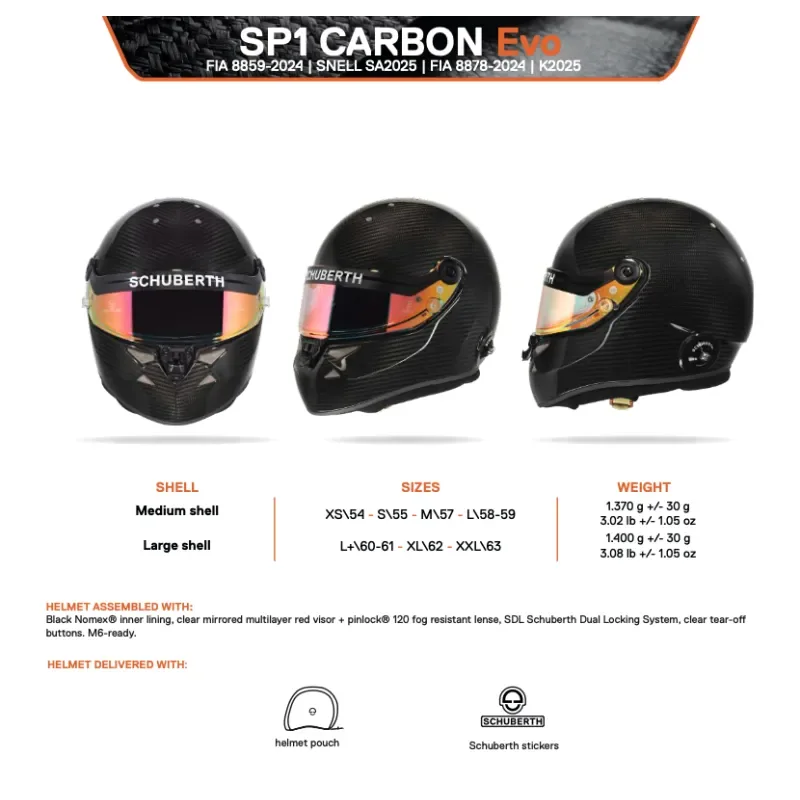 SP1 CARBON Evo
FIA 8859-2024 | SNELL SA2025 | FIA 8878-2024 | K2025
SCHUBERTH
SCHUBERTH
TH
SCHUBERTH
SHELL
SIZES
WEIGHT
Medium shell
XS\54 - S\55 - M\57 - L\58-59
1.370 g +/- 30 g
3.02 lb +/- 1.05 oz
Large shell
L+\60-61 - XL\62 - XXL\63
1.400 g +/- 30 g
3.08 lb +/- 1.05 oz
HELMET ASSEMBLED WITH:
Black Nomex® inner lining, clear mirrored multilayer red visor + pinlock® 120 fog resistant lense, SDL Schuberth Dual Locking System, clear tear-off
buttons. M6-ready.
HELMET DELIVERED WITH:
SCHUBERTH
helmet pouch
Schuberth stickers